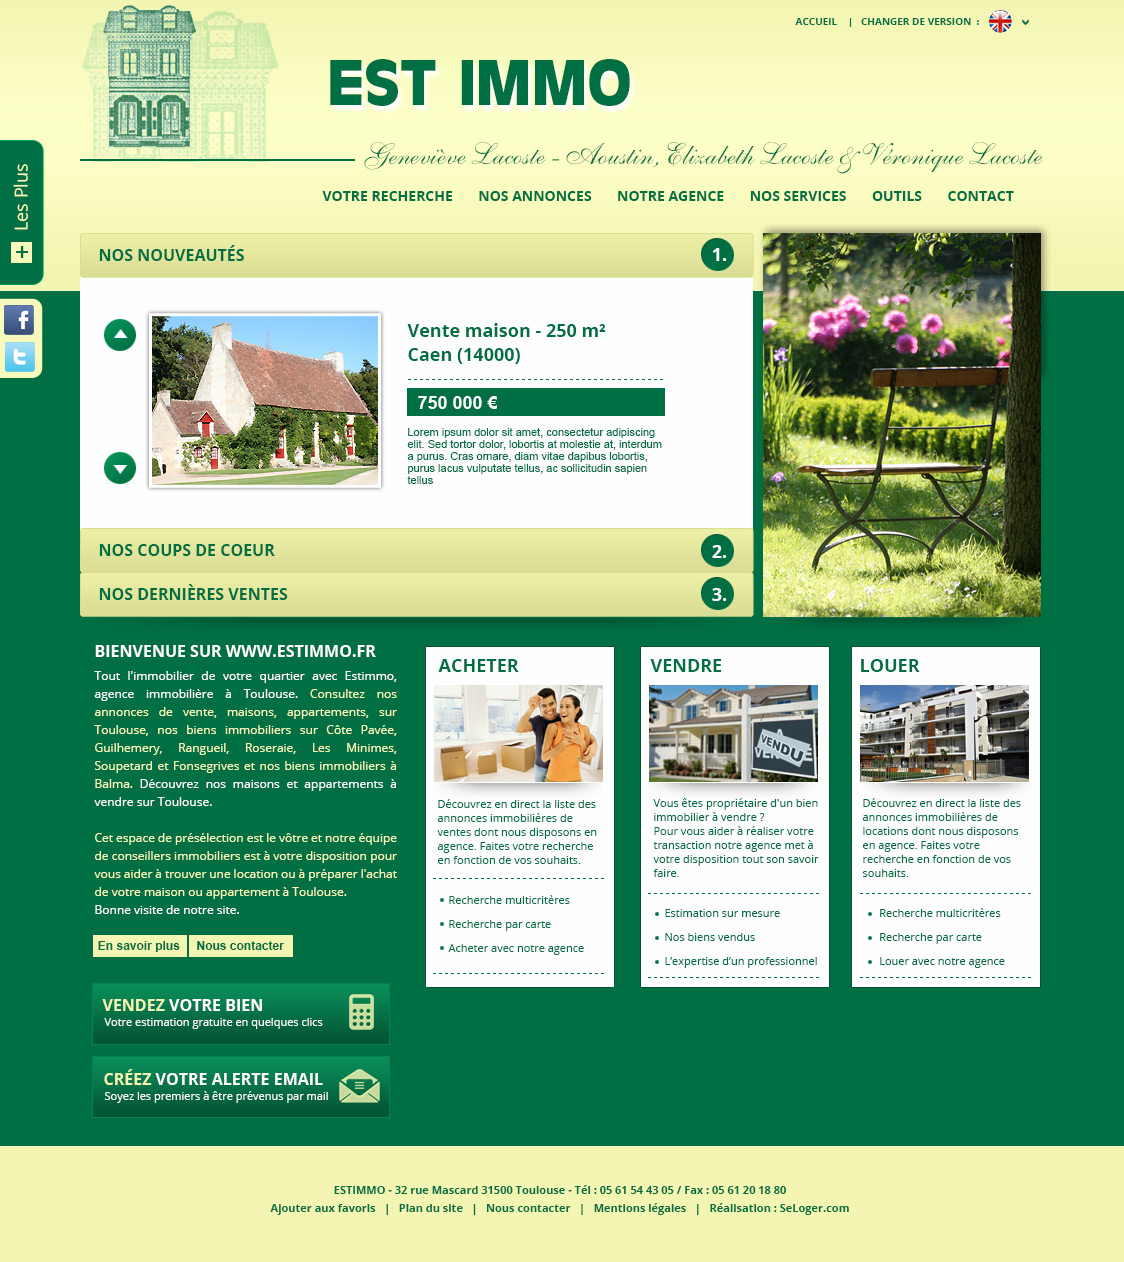 ACCUEIL | CHANGER DE VERSION :
EST IMMO
Geneviève Lacoste - Aoustin, Elizabeth Lacoste & Véronique Lacoste
Les Plus
+
VOTRE RECHERCHE NOS ANNONCES NOTRE AGENCE NOS SERVICES OUTILS CONTACT
NOS NOUVEAUTÉS 1.
f
t
Vente maison - 250 m²
Caen (14000)
750 000 €
Lorem ipsum dolor sit amet, consectetur adipiscing
elit. Sed tortor dolor, lobortis at molestie at, interdum
a purus. Cras ornare, diam vitae dapibus lobortis,
purus lacus vulputate tellus, ac sollicitudin sapien
tellus
NOS COUPS DE COEUR 2.
NOS DERNIÈRES VENTES 3.
BIENVENUE SUR WWW.ESTIMMO.FR
Tout l'immobilier de votre quartier avec Estimmo,
agence immobilière à Toulouse. Consultez nos
annonces de vente, maisons, appartements, sur
Toulouse, nos biens immobiliers sur Côte Pavée,
Guilhemery, Rangueil, Roseraie, Les Minimes,
Soupetard et Fonsegrives et nos biens immobiliers à
Balma. Découvrez nos maisons et appartements à
vendre sur Toulouse.
Cet espace de présélection est le vôtre et notre équipe
de conseillers immobiliers est à votre disposition pour
vous aider à trouver une location ou à préparer l'achat
de votre maison ou appartement à Toulouse.
Bonne visite de notre site.
En savoir plus Nous contacter
VENDEZ VOTRE BIEN
Votre estimation gratuite en quelques clics
CRÉEZ VOTRE ALERTE EMAIL
Soyez les premiers à être prévenus par mail
ACHETER
Découvrez en direct la liste des
annonces immobilières de
ventes dont nous disposons en
agence. Faites votre recherche
en fonction de vos souhaits.
• Recherche multicritères
• Recherche par carte
• Acheter avec notre agence
VENDRE
VENDU
VENDRE
Vous êtes propriétaire d'un bien
immobilier à vendre ?
Pour vous aider à réaliser votre
transaction notre agence met à
votre disposition tout son savoir
faire.
• Estimation sur mesure
• Nos biens vendus
• L'expertise d'un professionnel
LOUER
Découvrez en direct la liste des
annonces immobilières de
locations dont nous disposons
en agence. Faites votre
recherche en fonction de vos
souhaits.
• Recherche multicritères
• Recherche par carte
• Louer avec notre agence
ESTIMMO - 32 rue Mascard 31500 Toulouse - Tél : 05 61 54 43 05 / Fax : 05 61 20 18 80
Ajouter aux favoris | Plan du site | Nous contacter | Mentions légales | Réalisation : SeLoger.com